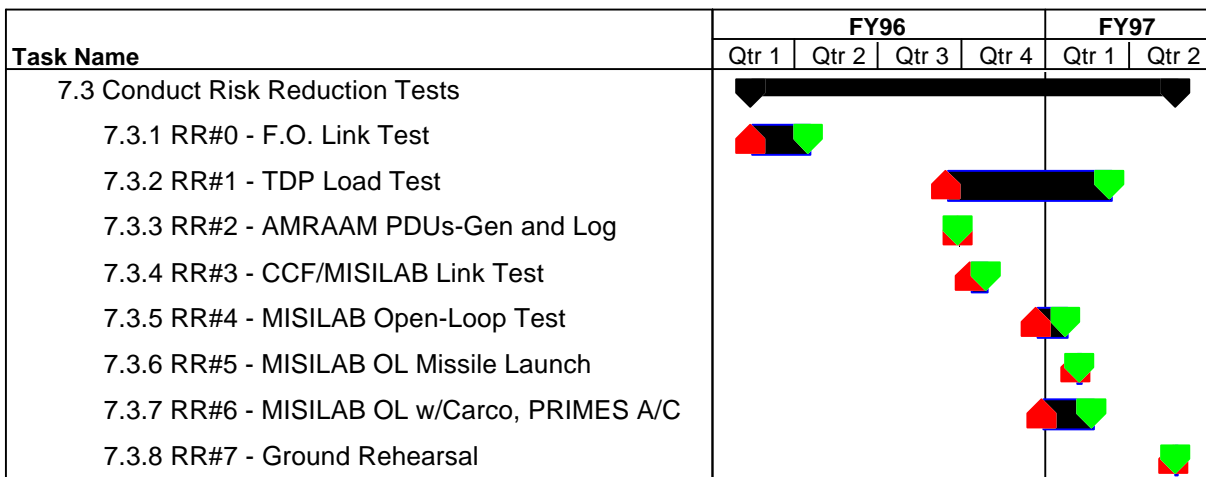 FY96 FY97
Task Name Qtr 1 Qtr 2 Qtr 3 Qtr 4 Qtr 1 Qtr 2
7.3 Conduct Risk Reduction Tests
7.3.1 RR#0 - F.O. Link Test
7.3.2 RR#1 - TDP Load Test
7.3.3 RR#2 - AMRAAM PDUs-Gen and Log
7.3.4 RR#3 - CCF/MISILAB Link Test
7.3.5 RR#4 - MISILAB Open-Loop Test
7.3.6 RR#5 - MISILAB OL Missile Launch
7.3.7 RR#6 - MISILAB OL w/Carco, PRIMES A/C
7.3.8 RR#7 - Ground Rehearsal